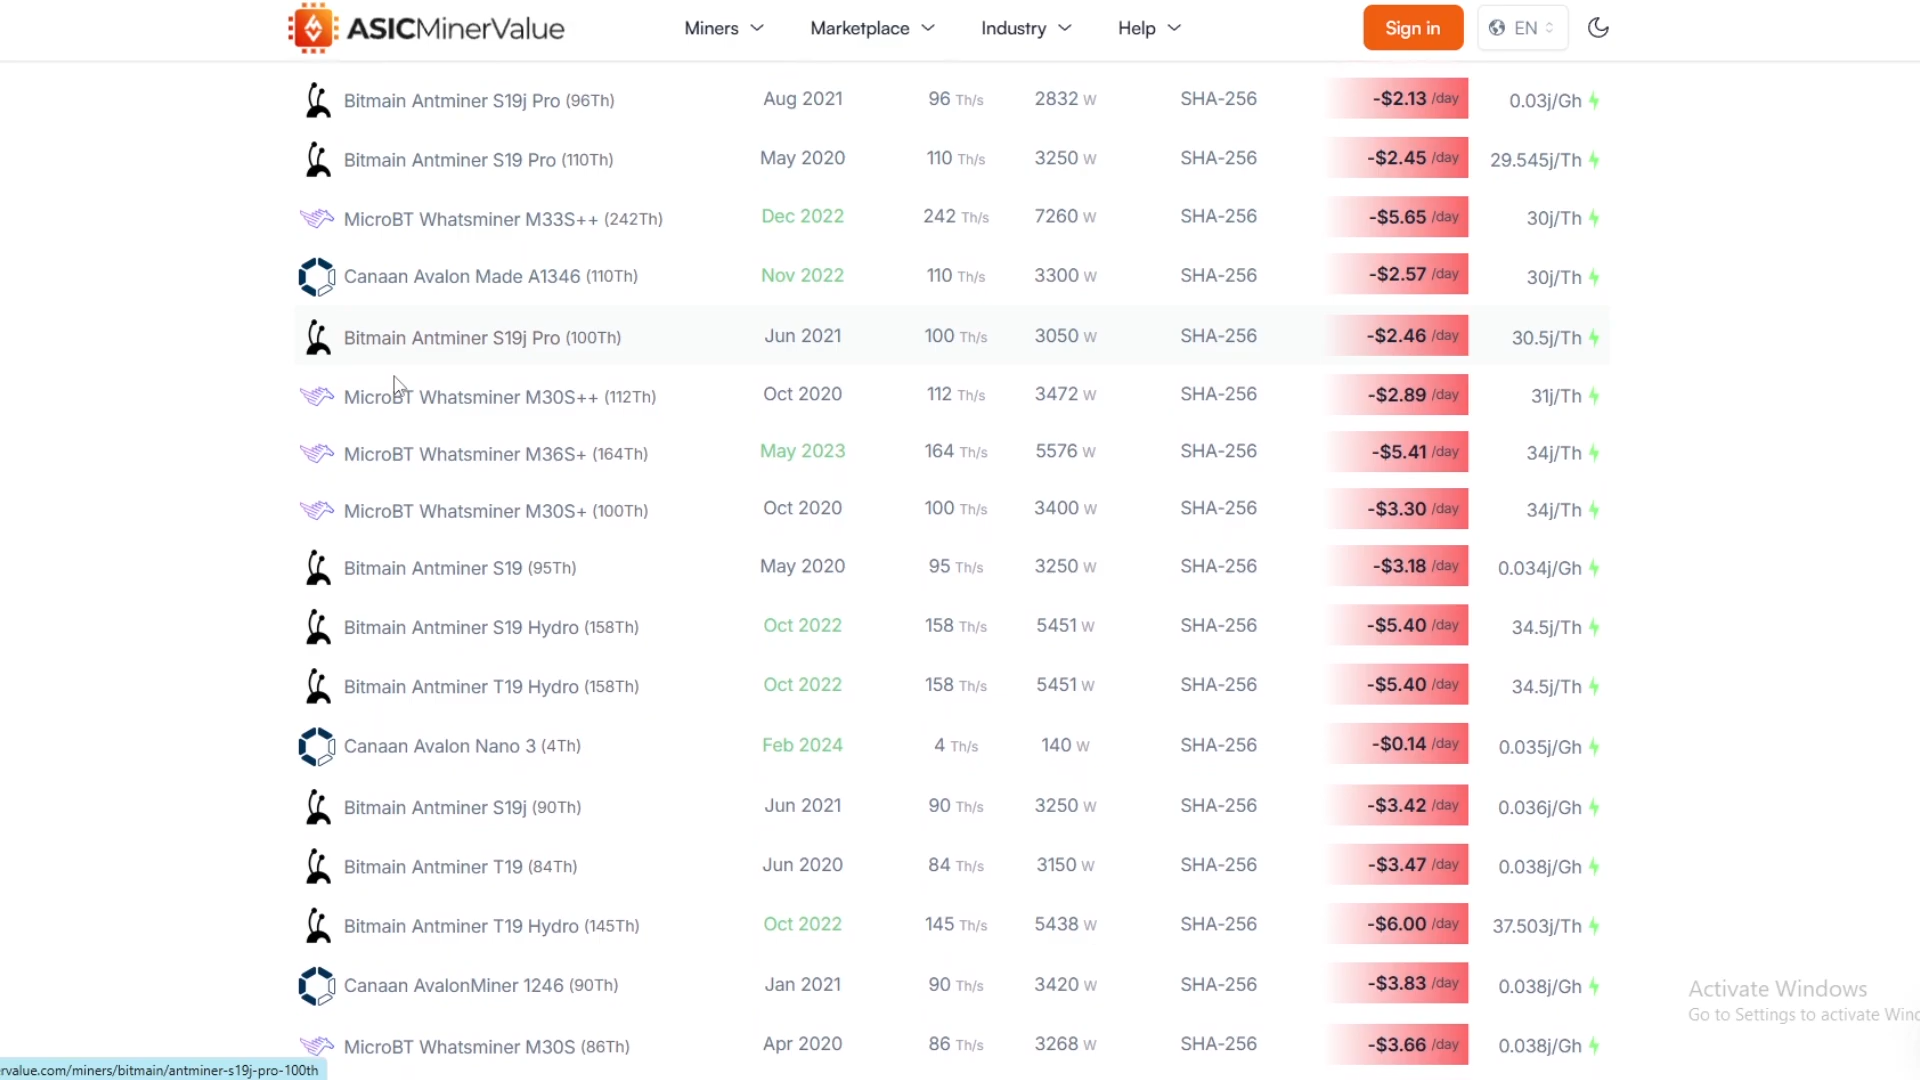 ASICMinerValue Miners Marketplace Industry Help Sign in EN
Bitmain Antminer S19j Pro (96Th) Aug 2021 96 Th/s 2832 W SHA-256 -$2.13 /day 0.03j/Gh
Bitmain Antminer S19 Pro (110Th) May 2020 110 Th/s 3250 W SHA-256 -$2.45 /day 29.545j/Th
MicroBT Whatsminer M33S++ (242Th) Dec 2022 242 Th/s 7260 W SHA-256 -$5.65 /day 30j/Th
Canaan Avalon Made A1346 (110Th) Nov 2022 110 Th/s 3300 W SHA-256 -$2.57 /day 30j/Th
Bitmain Antminer S19j Pro (100Th) Jun 2021 100 Th/s 3050 W SHA-256 -$2.46 /day 30.5j/Th
MicroBT Whatsminer M30S++ (112Th) Oct 2020 112 Th/s 3472 W SHA-256 -$2.89 /day 31j/Th
MicroBT Whatsminer M36S+ (164Th) May 2023 164 Th/s 5576 W SHA-256 -$5.41 /day 34j/Th
MicroBT Whatsminer M30S+ (100Th) Oct 2020 100 Th/s 3400 W SHA-256 -$3.30 /day 34j/Th
Bitmain Antminer S19 (95Th) May 2020 95 Th/s 3250 W SHA-256 -$3.18 /day 0.034j/Gh
Bitmain Antminer S19 Hydro (158Th) Oct 2022 158 Th/s 5451 W SHA-256 -$5.40 /day 34.5j/Th
Bitmain Antminer T19 Hydro (158Th) Oct 2022 158 Th/s 5451 W SHA-256 -$5.40 /day 34.5j/Th
Canaan Avalon Nano 3 (4Th) Feb 2024 4 Th/s 140 W SHA-256 -$0.14 /day 0.035j/Gh
Bitmain Antminer S19j (90Th) Jun 2021 90 Th/s 3250 W SHA-256 -$3.42 /day 0.036j/Gh
Bitmain Antminer T19 (84Th) Jun 2020 84 Th/s 3150 W SHA-256 -$3.47 /day 0.038j/Gh
Bitmain Antminer T19 Hydro (145Th) Oct 2022 145 Th/s 5438 W SHA-256 -$6.00 /day 37.503j/Th
Canaan AvalonMiner 1246 (90Th) Jan 2021 90 Th/s 3420 W SHA-256 -$3.83 /day 0.038j/Gh
Activate Windows
Go to Settings to activate Wind
MicroBT Whatsminer M30S (86Th) Apr 2020 86 Th/s 3268 W SHA-256 -$3.66 /day 0.038j/Gh
rvalue.com/miners/bitmain/antminer-s19j-pro-100th